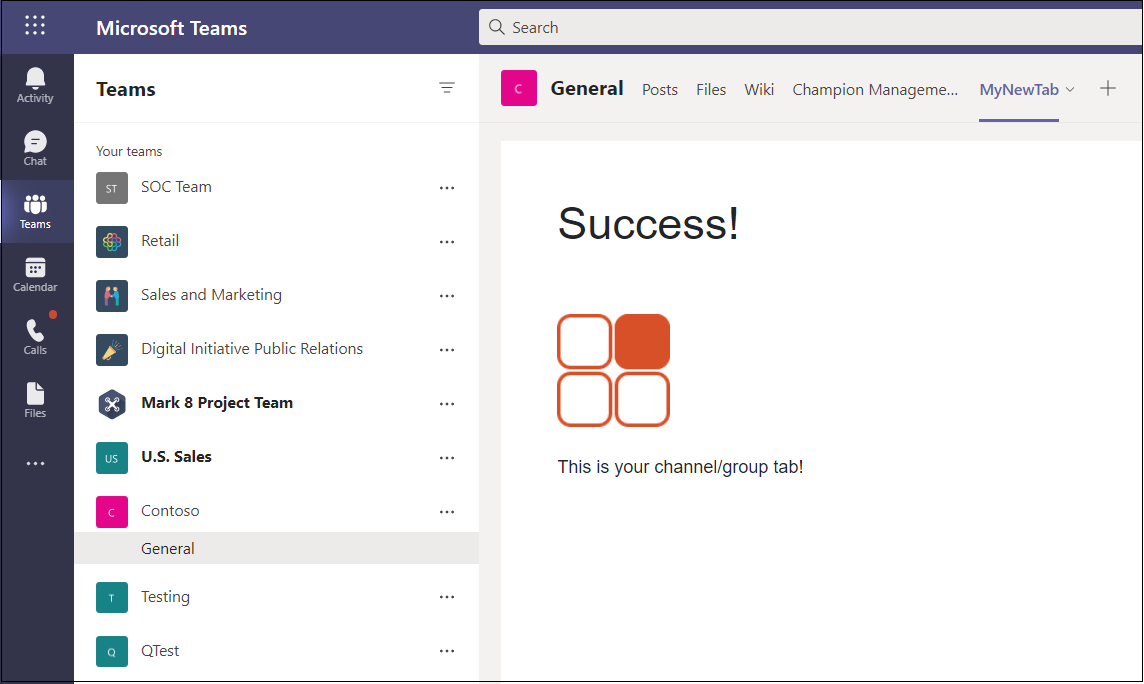 Microsoft Teams
Search
Activity
Chat
Teams
Calendar
Calls
Files
Teams
Your teams
ST SOC Team
Retail
Sales and Marketing
Digital Initiative Public Relations
Mark 8 Project Team
US U.S. Sales
C Contoso
General
T Testing
Q QTest
C General Posts Files Wiki Champion Manageme... MyNewTab
Success!
This is your channel/group tab!